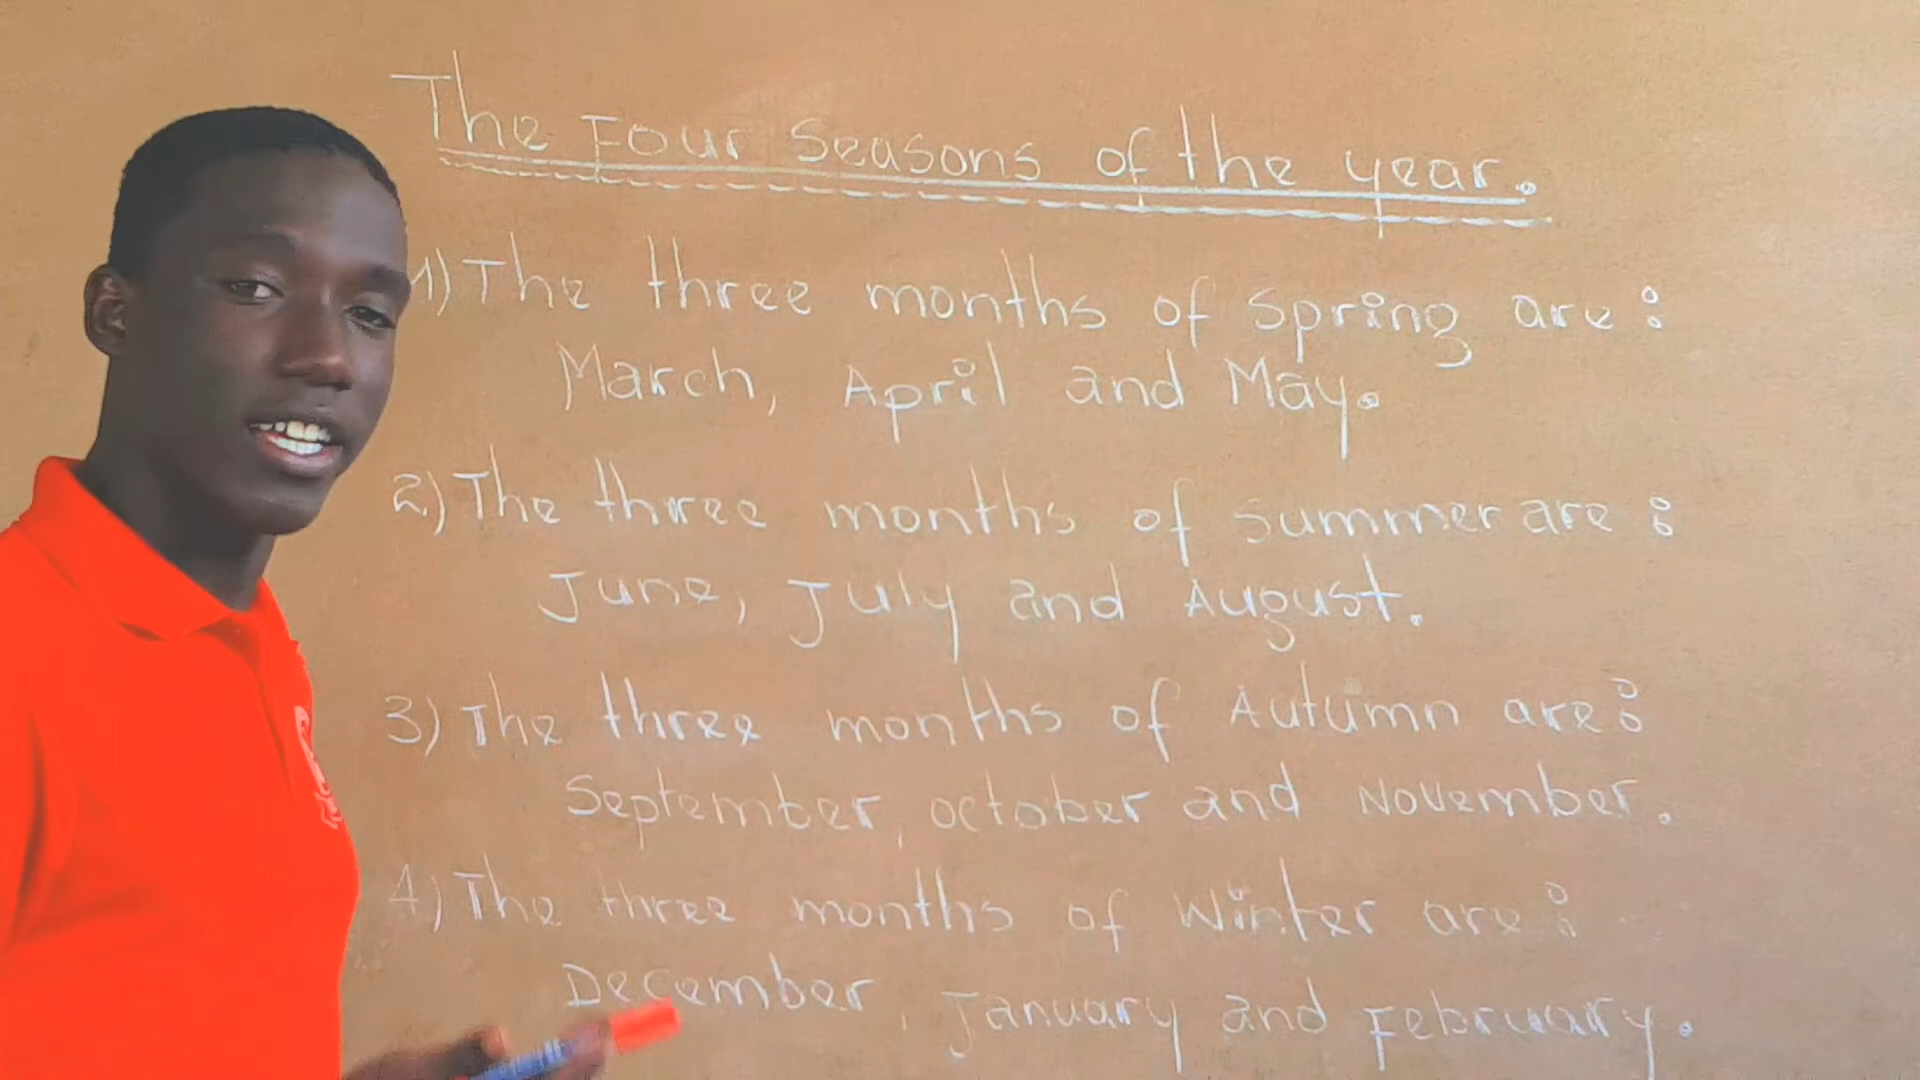 The Four Seasons of the year.
1) The three months of Spring are:
March, April and May.
2) The three months of summer are:
June, July and August.
3) The three months of Autumn are:
September, october and November.
4) The three months of Winter are:
December, January and February.